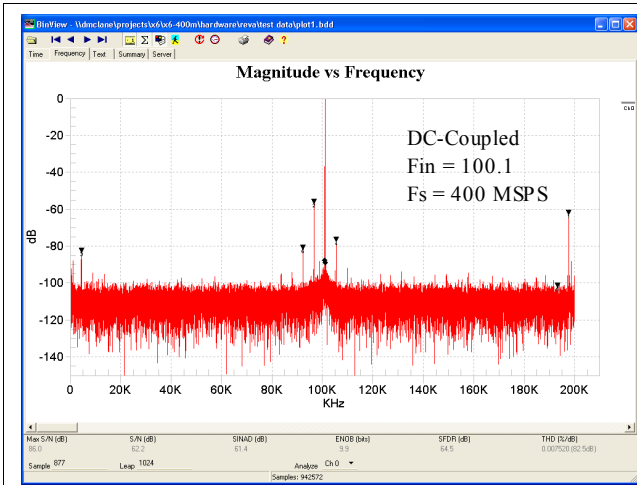 BinView - \\dmclane\projects\x6\x6-400m\hardware\reva\test data\plot1.bdd
Time Frequency Text Summary Server
Magnitude vs Frequency
Ch0
DC-Coupled
Fin = 100.1
Fs = 400 MSPS
dB
0
-20
-40
-60
-80
-100
-120
-140
0 20K 40K 60K 80K 100K 120K 140K 160K 180K 200K
KHz
Max S/N (dB) S/N (dB) SINAD (dB) ENOB (bits) SFDR (dB) THD (%/dB)
86.0 62.2 61.4 9.9 64.5 0.007520 (82.5dB)
Sample 877 Leap 1024 Analyze Ch 0
Samples: 942572